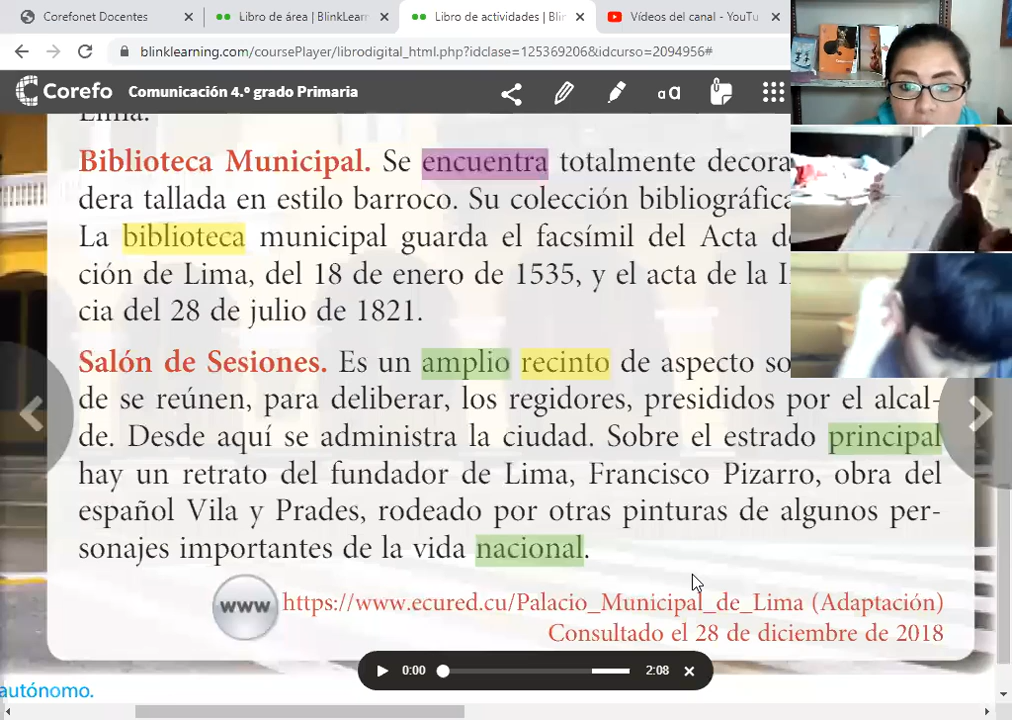 Corefonet Docentes
Libro de área | BlinkLear
Libro de actividades | Blin
Vídeos del canal - YouTu
blinklearning.com/coursePlayer/librodigital_html.php?idclase=125369206&idcurso=2094956#
Corefo
Comunicación 4.º grado Primaria
aa
Lima.
Biblioteca Municipal. Se encuentra totalmente decora
dera tallada en estilo barroco. Su colección bibliográfica
La biblioteca municipal guarda el facsímil del Acta d
ción de Lima, del 18 de enero de 1535, y el acta de la I
cia del 28 de julio de 1821.
Salón de Sesiones. Es un amplio recinto de aspecto so
de se reúnen, para deliberar, los regidores, presididos por el alcal-
de. Desde aquí se administra la ciudad. Sobre el estrado principal
hay un retrato del fundador de Lima, Francisco Pizarro, obra del
español Vila y Prades, rodeado por otras pinturas de algunos per-
sonajes importantes de la vida nacional.
www
https://www.ecured.cu/Palacio_Municipal_de_Lima (Adaptación)
Consultado el 28 de diciembre de 2018
0:00
2:08
autónomo.